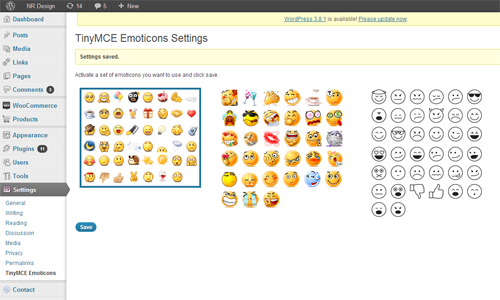 NR Design 14 5 + New
WordPress 3.8.1 is available! Please update now.
Dashboard
Posts
Media
Links
Pages
Comments 5
WooCommerce
Products
Appearance
Plugins 11
Users
Tools
Settings
General
Writing
Reading
Discussion
Media
Privacy
Permalinks
TinyMCE Emoticons
Contact
TinyMCE Emoticons Settings
Settings saved.
Activate a set of emoticons you want to use and click save.
Save